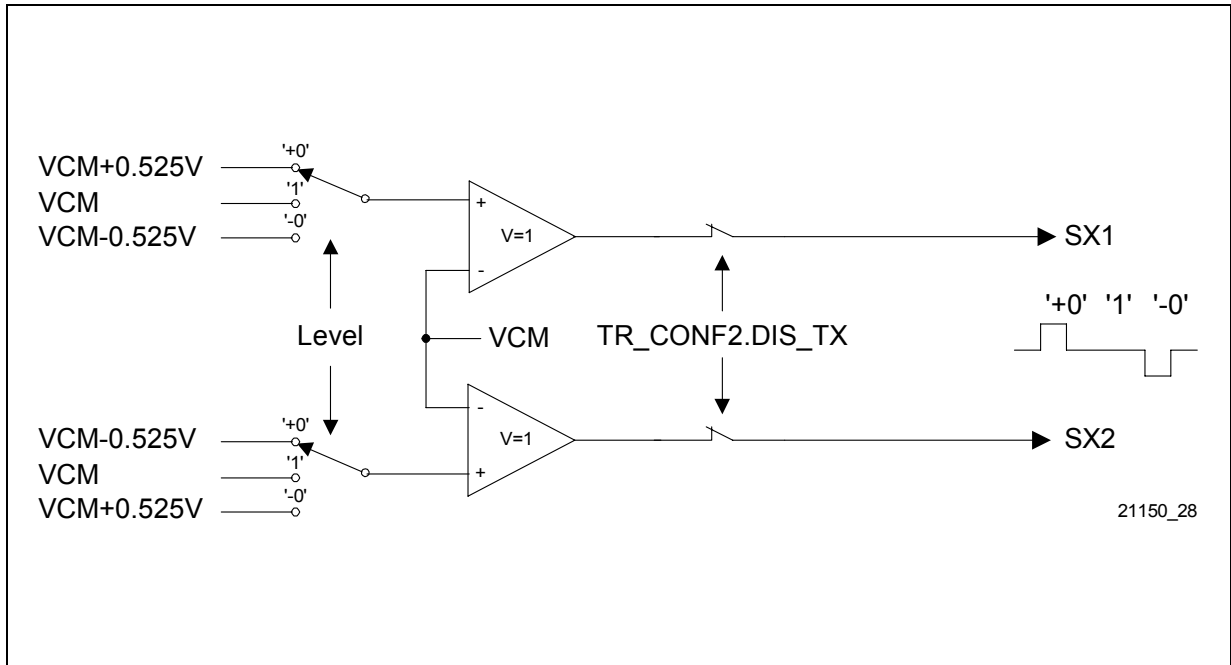 '+0'
VCM+0.525V
'1'
VCM
'-0'
VCM-0.525V
+
V=1
-
SX1
'+0' '1' '-0'
Level
VCM
TR_CONF2.DIS_TX
-
'+0'
VCM-0.525V
V=1
SX2
'1'
VCM
+
'-0'
VCM+0.525V
21150_28